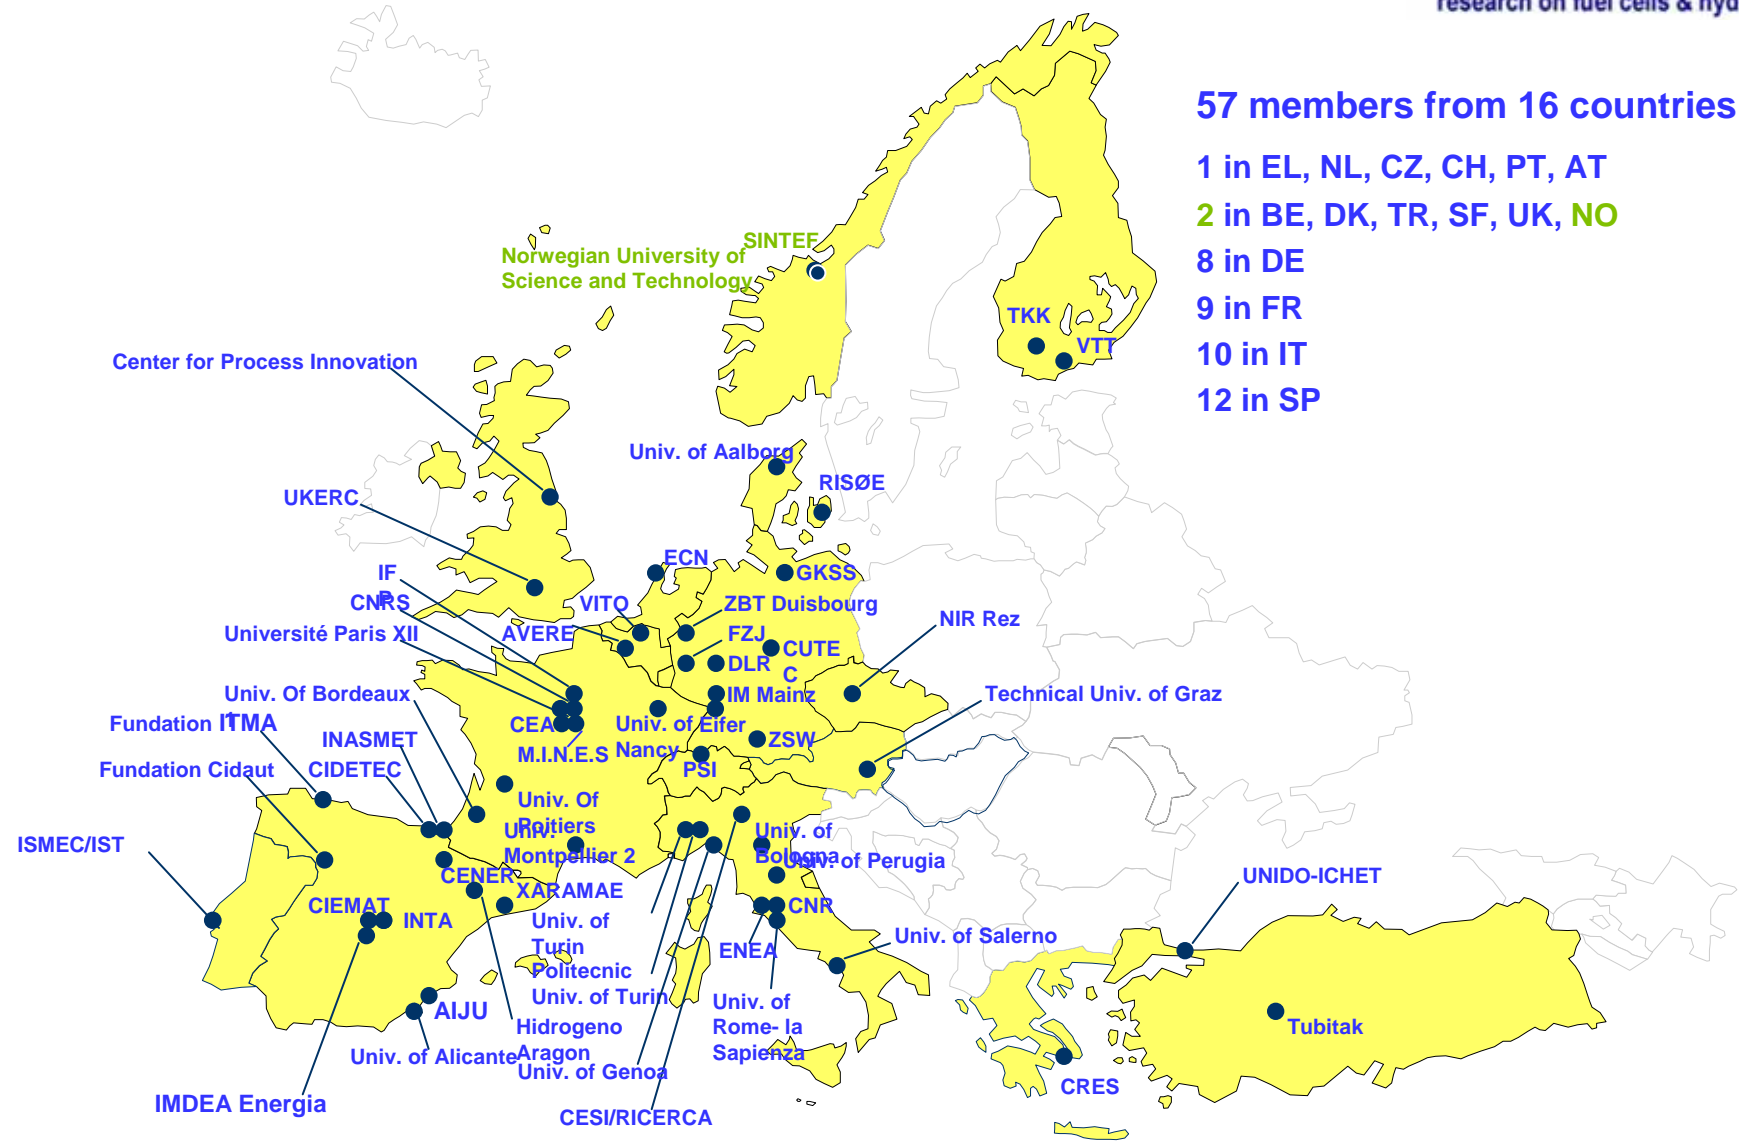 research on fuel cells & hyd
57 members from 16 countries
1 in EL, NL, CZ, CH, PT, AT
2 in BE, DK, TR, SF, UK, NO
8 in DE
9 in FR
10 in IT
12 in SP
SINTEF
Norwegian University of
Science and Technology
TKK
VTT
Center for Process Innovation
Univ. of Aalborg
RISØE
UKERC
ECN
GKSS
IF
P
CNRS
VITO
ZBT Duisbourg
NIR Rez
Université Paris XII
AVERE
FZJ
CUTE
C
DLR
Univ. Of Bordeaux
1
IM Mainz
Technical Univ. of Graz
Fundation ITMA
CEA
Univ. of
Nancy
Eifer
INASMET
M.I.N.E.S
ZSW
Fundation Cidaut
CIDETEC
PSI
Univ. Of
Poitiers
ISMEC/IST
Univ.
Montpellier 2
Univ. of
Bologna
Univ. of Perugia
CENER
XARAMAE
UNIDO-ICHET
CIEMAT
INTA
CNR
Univ. of
Turin
Politecnic
ENEA
Univ. of Salerno
Univ. of Turin
AIJU
Univ. of
Rome- la
Sapienza
Hidrogeno
Aragon
Tubitak
Univ. of Alicante
Univ. of Genoa
CRES
IMDEA Energia
CESI/RICERCA